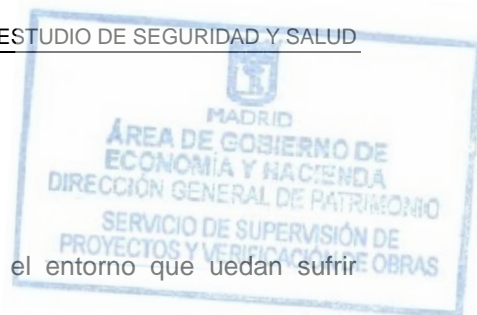 ESTUDIO DE SEGURIDAD Y SALUD
MADRID
ÁREA DE GOBIERNO DE
ECONOMÍA Y HACIENDA
DIRECCIÓN GENERAL DE PATRIMONIO
SERVICIO DE SUPERVISIÓN DE
PROYECTOS Y VERIFICACIÓN DE OBRAS
el entorno que uedan sufrir